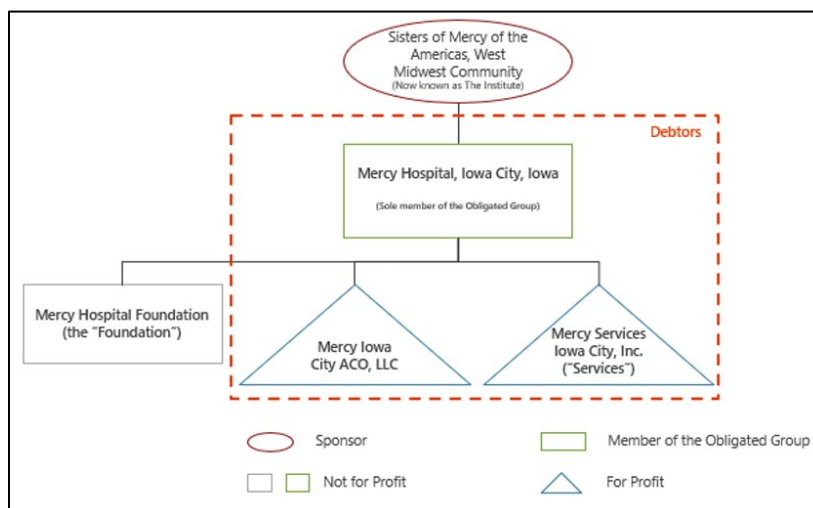 Sisters of Mercy of the
Americas, West
Midwest Community
(Now known as The Institute)
Debtors
Mercy Hospital, Iowa City, Iowa
(Sole member of the Obligated Group)
Mercy Hospital Foundation
(the “Foundation”)
Mercy Iowa
City ACO, LLC
Mercy Services
Iowa City, Inc.
(“Services”)
Sponsor
Member of the Obligated Group
Not for Profit
For Profit